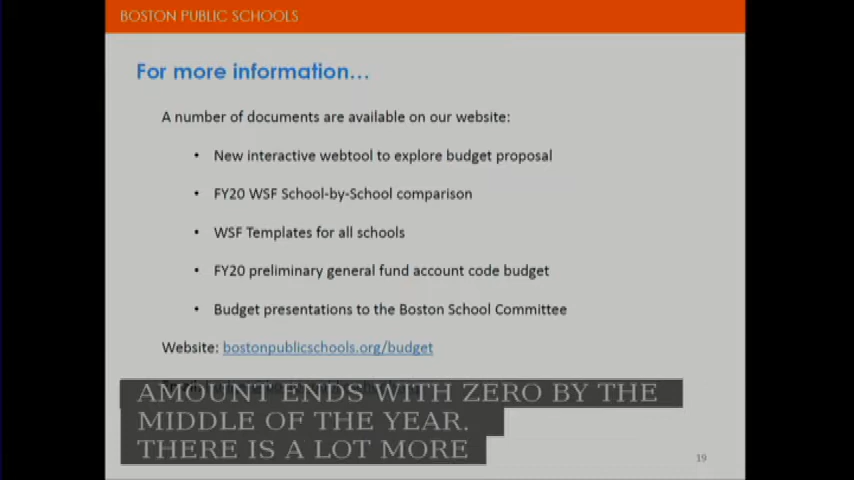 BOSTON PUBLIC SCHOOLS
For more information...
A number of documents are available on our website:
• New interactive webtool to explore budget proposal
• FY20 WSF School-by-School comparison
• WSF Templates for all schools
• FY20 preliminary general fund account code budget
• Budget presentations to the Boston School Committee
Website: bostonpublicschools.org/budget
AMOUNT ENDS WITH ZERO BY THE
MIDDLE OF THE YEAR.
THERE IS A LOT MORE
19